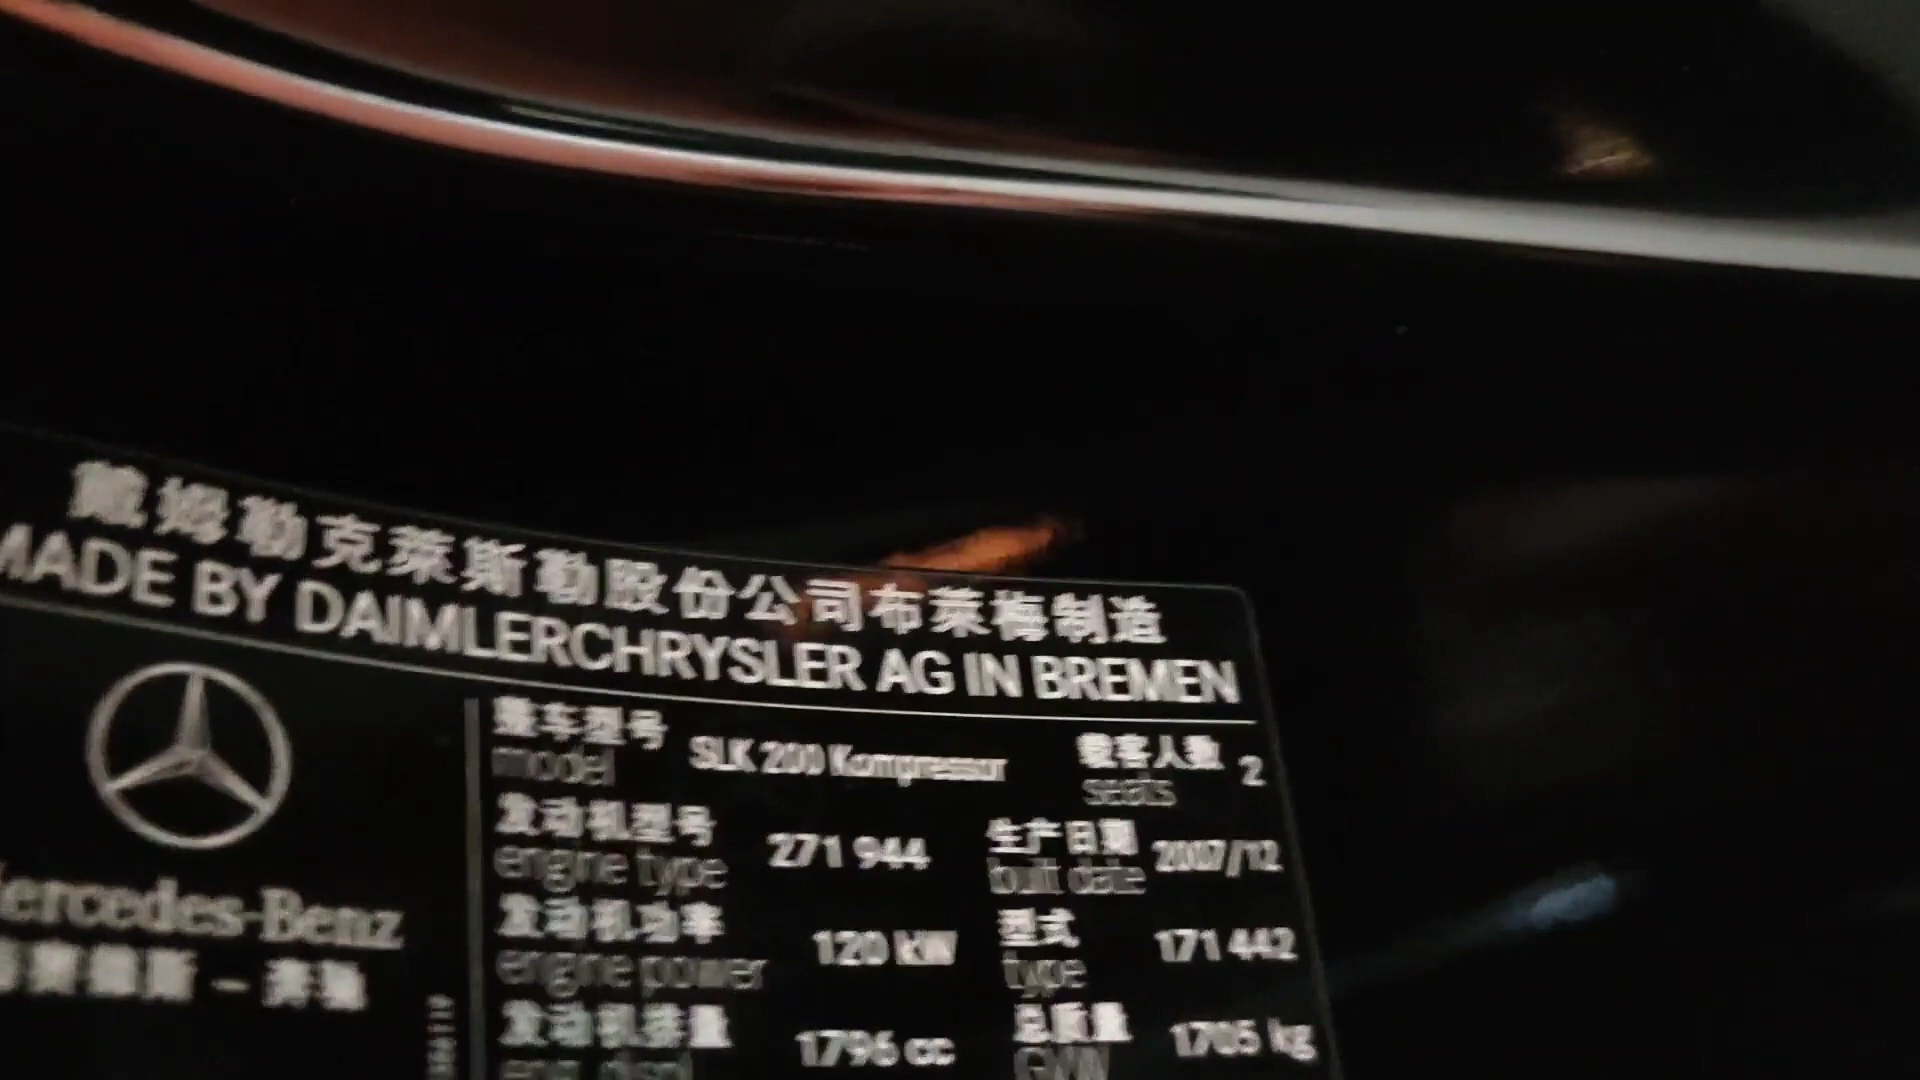 戴姆勒克莱斯勒股份公司布莱梅制造
MADE BY DAIMLERCHRYSLER AG IN BREMEN
整车型号 SLK 200 Kompressor 载客人数 2
model seats
发动机型号 271 944 生产日期 2007/12
engine type built date
发动机功率 120 kW 型式 171 442
engine power type
发动机排量 1796 cc 总质量 1705 kg
eng displ GVW
Mercedes-Benz
梅赛德斯－奔驰